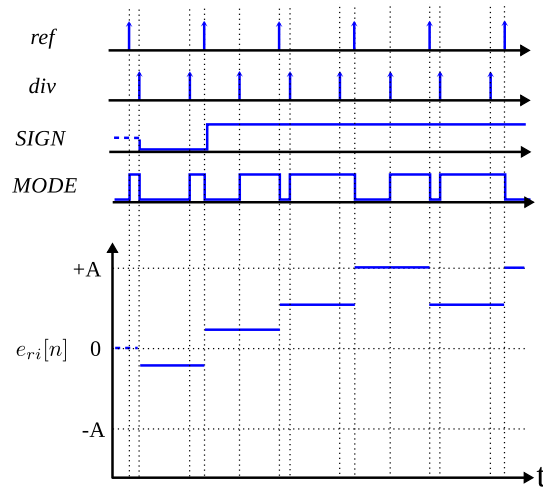 ref
div
SIGN
MODE
+A
e_{ri}[n] 0
-A
t